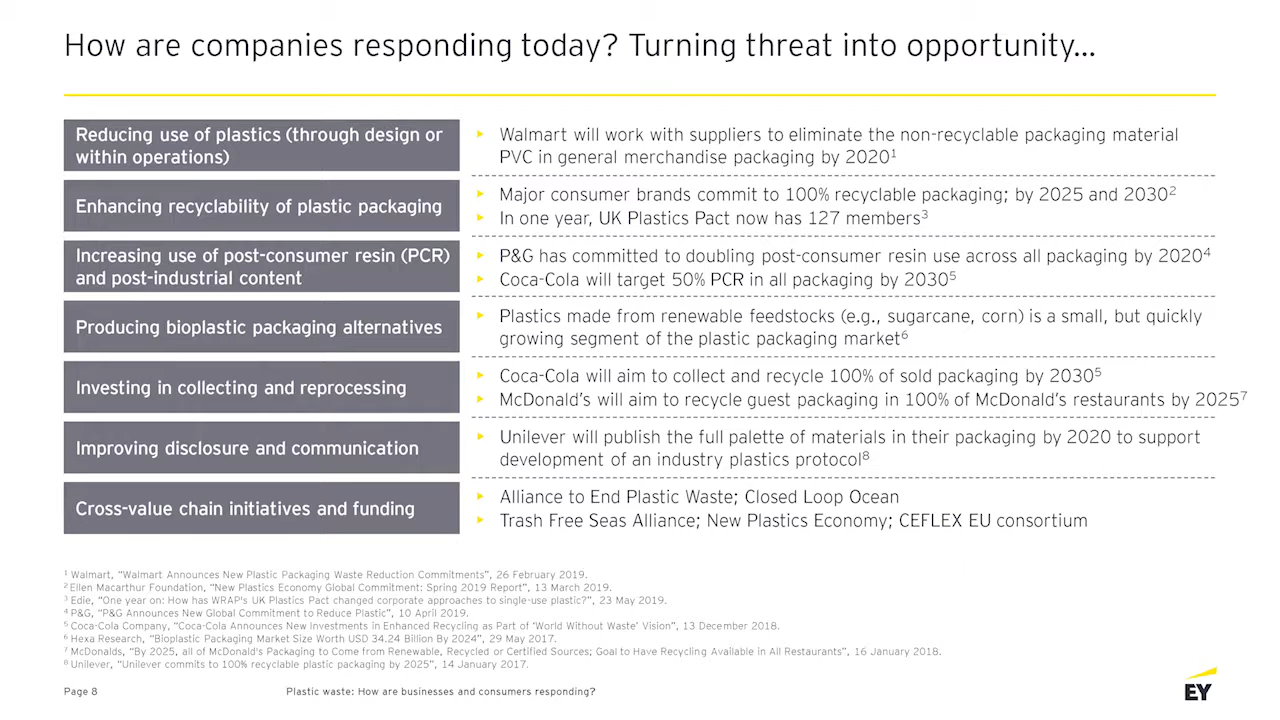 How are companies responding today? Turning threat into opportunity…
Reducing use of plastics (through design or
within operations)
► Walmart will work with suppliers to eliminate the non-recyclable packaging material
PVC in general merchandise packaging by 2020¹
Enhancing recyclability of plastic packaging
► Major consumer brands commit to 100% recyclable packaging; by 2025 and 2030²
► In one year, UK Plastics Pact now has 127 members³
Increasing use of post-consumer resin (PCR)
and post-industrial content
► P&G has committed to doubling post-consumer resin use across all packaging by 2020⁴
► Coca-Cola will target 50% PCR in all packaging by 2030⁵
Producing bioplastic packaging alternatives
► Plastics made from renewable feedstocks (e.g., sugarcane, corn) is a small, but quickly
growing segment of the plastic packaging market⁶
Investing in collecting and reprocessing
► Coca-Cola will aim to collect and recycle 100% of sold packaging by 2030⁵
► McDonald’s will aim to recycle guest packaging in 100% of McDonald’s restaurants by 2025⁷
Improving disclosure and communication
► Unilever will publish the full palette of materials in their packaging by 2020 to support
development of an industry plastics protocol⁸
Cross-value chain initiatives and funding
► Alliance to End Plastic Waste; Closed Loop Ocean
► Trash Free Seas Alliance; New Plastics Economy; CEFLEX EU consortium
¹ Walmart, “Walmart Announces New Plastic Packaging Waste Reduction Commitments”, 26 February 2019.
² Ellen Macarthur Foundation, “New Plastics Economy Global Commitment: Spring 2019 Report”, 13 March 2019.
³ Edie, “One year on: How has WRAP's UK Plastics Pact changed corporate approaches to single-use plastic?”, 23 May 2019.
⁴ P&G, “P&G Announces New Global Commitment to Reduce Plastic”, 10 April 2019.
⁵ Coca-Cola Company, “Coca-Cola Announces New Investments in Enhanced Recycling as Part of ‘World Without Waste’ Vision”, 13 December 2018.
⁶ Hexa Research, “Bioplastic Packaging Market Size Worth USD 34.24 Billion By 2024”, 29 May 2017.
⁷ McDonalds, “By 2025, all of McDonald's Packaging to Come from Renewable, Recycled or Certified Sources; Goal to Have Recycling Available in All Restaurants”, 16 January 2018.
⁸ Unilever, “Unilever commits to 100% recyclable plastic packaging by 2025”, 14 January 2017.
Page 8
Plastic waste: How are businesses and consumers responding?
EY